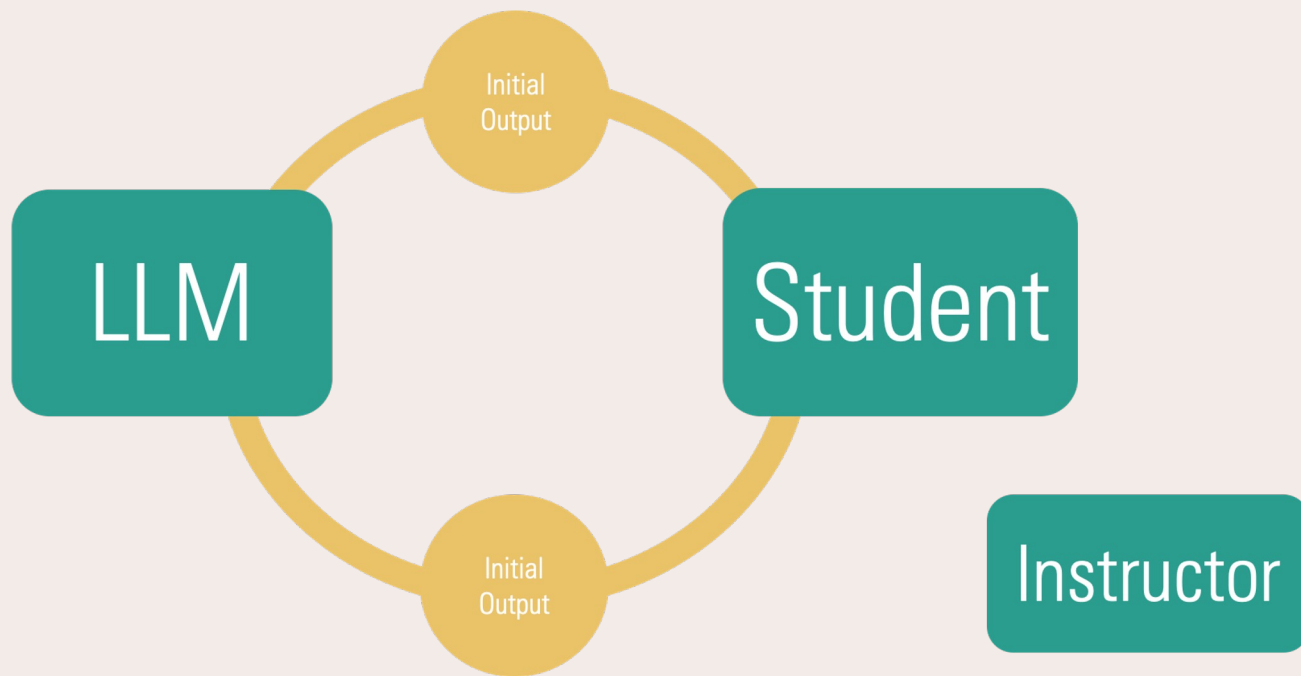 Initial
Output
LLM
Student
Initial
Output
Instructor